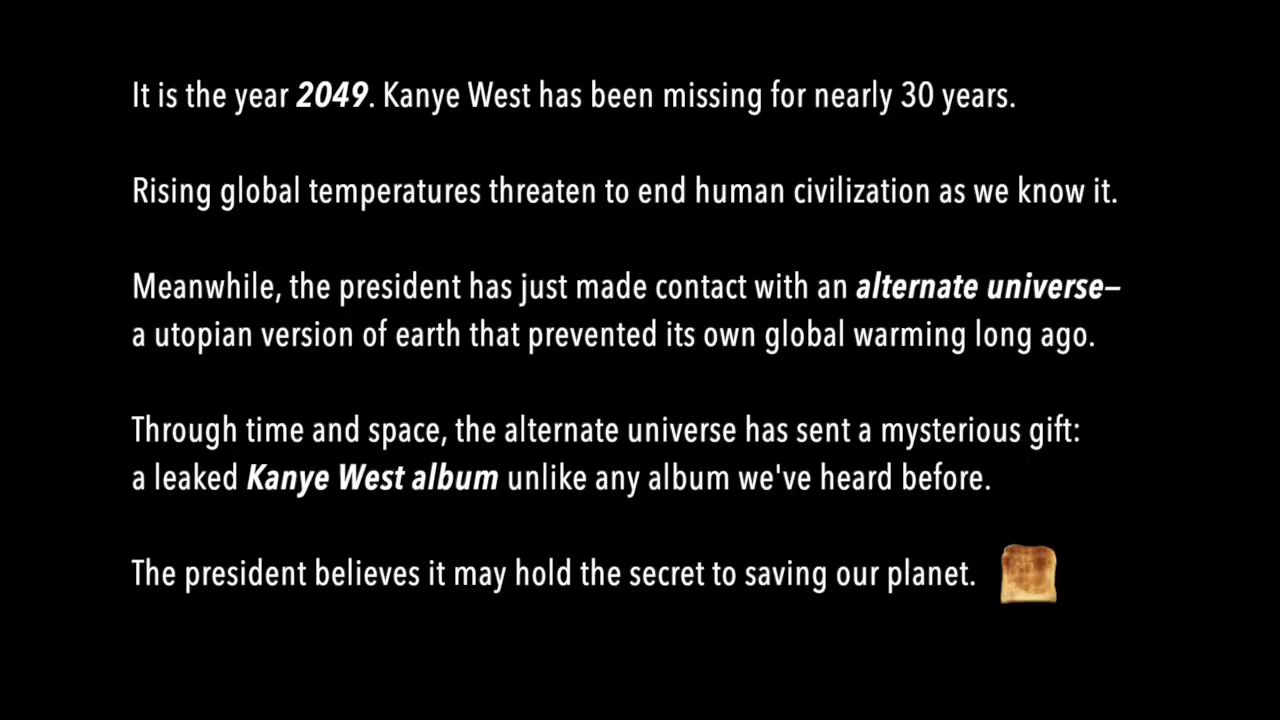 It is the year 2049. Kanye West has been missing for nearly 30 years.
Rising global temperatures threaten to end human civilization as we know it.
Meanwhile, the president has just made contact with an alternate universe—
a utopian version of earth that prevented its own global warming long ago.
Through time and space, the alternate universe has sent a mysterious gift:
a leaked Kanye West album unlike any album we've heard before.
The president believes it may hold the secret to saving our planet.